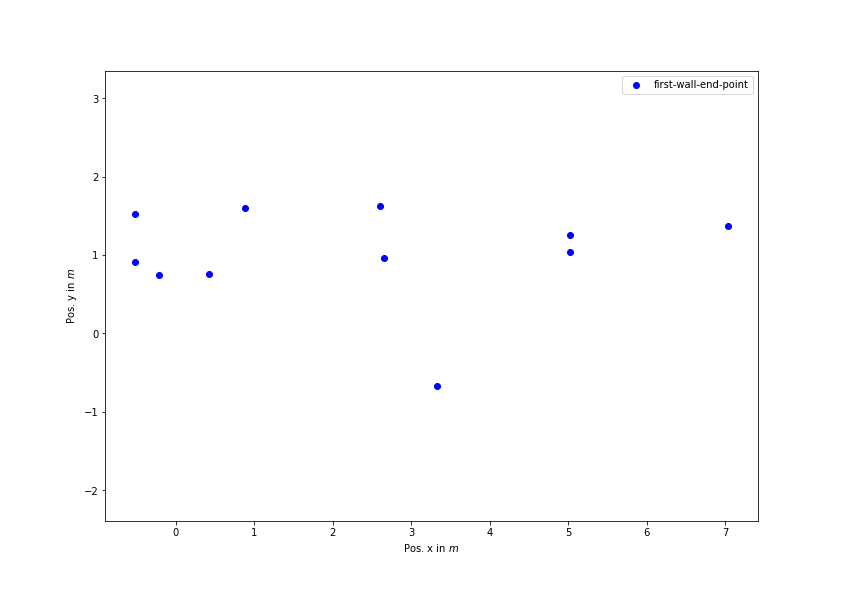 first-wall-end-point
3
2
1
0
−1
−2
Pos. y in m
0 1 2 3 4 5 6 7
Pos. x in m